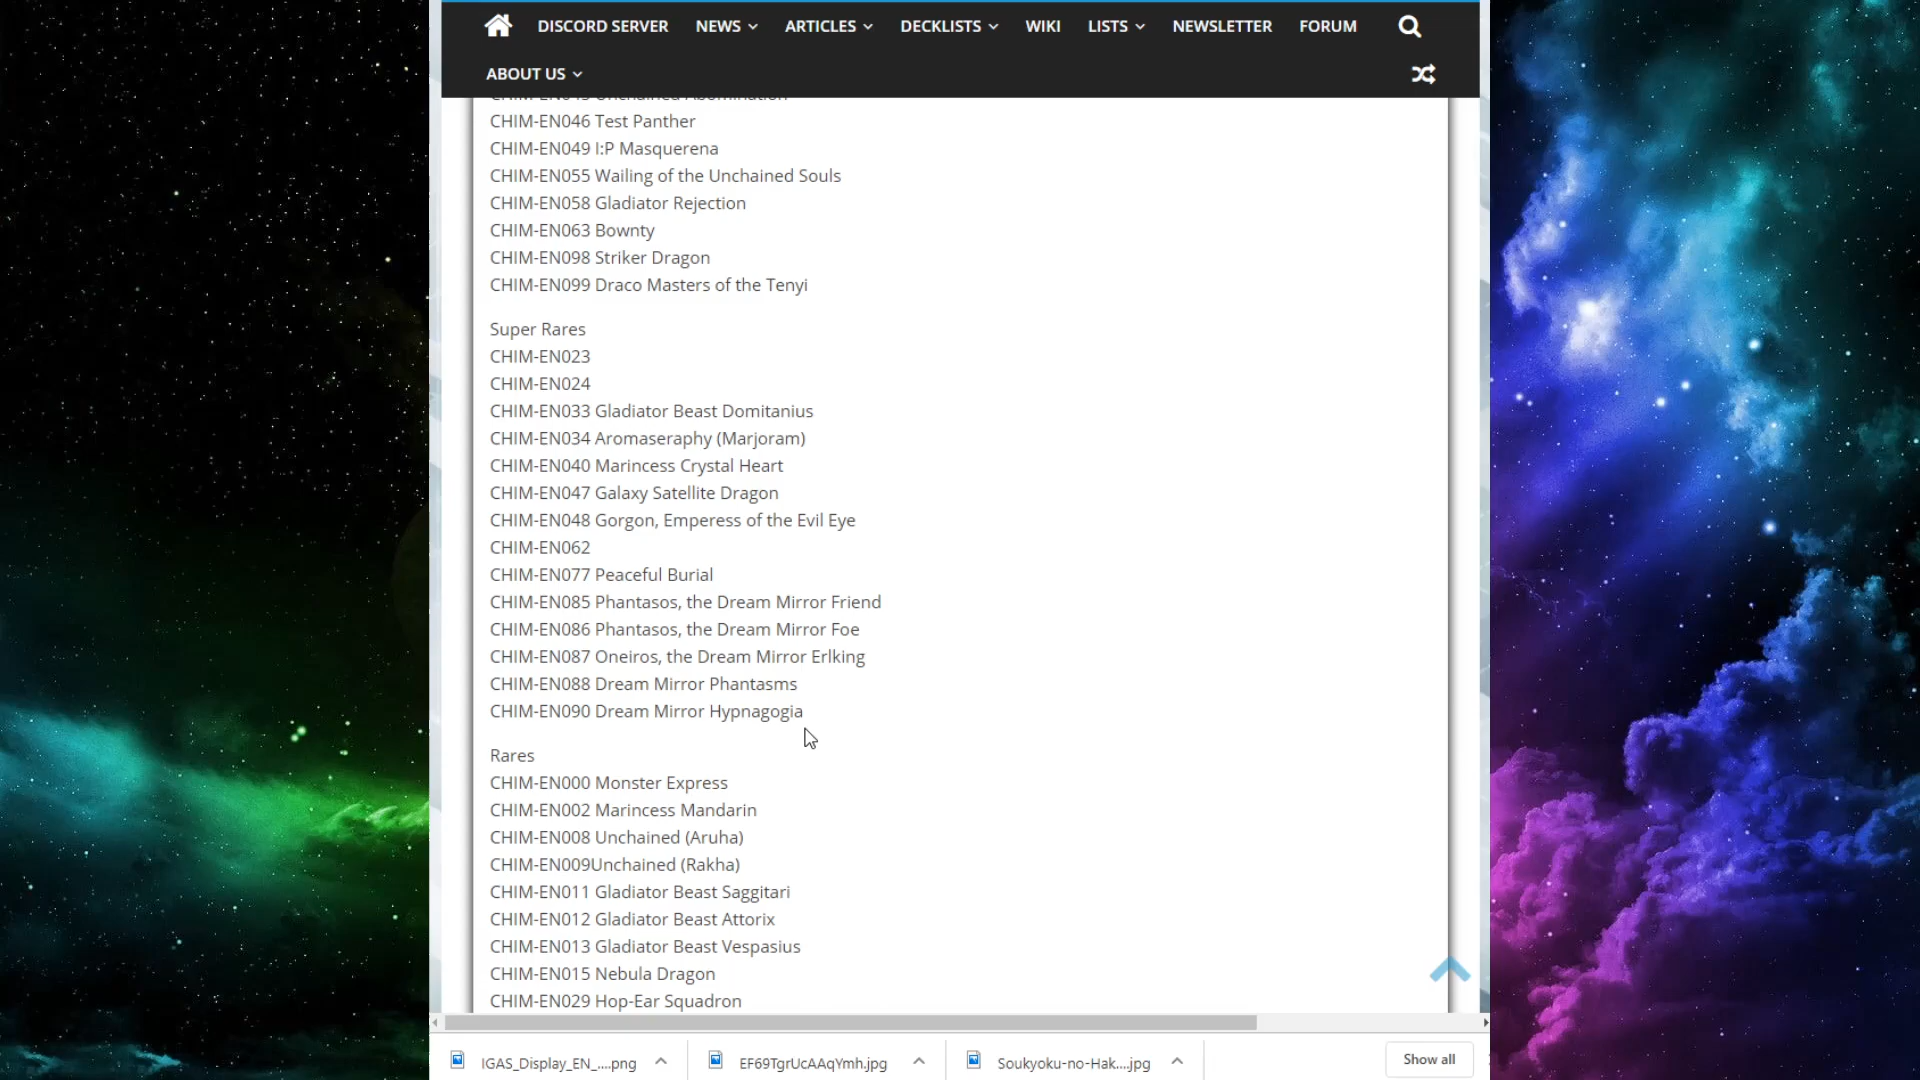 DISCORD SERVER NEWS ARTICLES DECKLISTS WIKI LISTS NEWSLETTER FORUM
ABOUT US
CHIM-EN046 Test Panther
CHIM-EN049 I:P Masquerena
CHIM-EN055 Wailing of the Unchained Souls
CHIM-EN058 Gladiator Rejection
CHIM-EN063 Bownty
CHIM-EN098 Striker Dragon
CHIM-EN099 Draco Masters of the Tenyi
Super Rares
CHIM-EN023
CHIM-EN024
CHIM-EN033 Gladiator Beast Domitanius
CHIM-EN034 Aromaseraphy (Marjoram)
CHIM-EN040 Marincess Crystal Heart
CHIM-EN047 Galaxy Satellite Dragon
CHIM-EN048 Gorgon, Emperess of the Evil Eye
CHIM-EN062
CHIM-EN077 Peaceful Burial
CHIM-EN085 Phantasos, the Dream Mirror Friend
CHIM-EN086 Phantasos, the Dream Mirror Foe
CHIM-EN087 Oneiros, the Dream Mirror Erlking
CHIM-EN088 Dream Mirror Phantasms
CHIM-EN090 Dream Mirror Hypnagogia
Rares
CHIM-EN000 Monster Express
CHIM-EN002 Marincess Mandarin
CHIM-EN008 Unchained (Aruha)
CHIM-EN009Unchained (Rakha)
CHIM-EN011 Gladiator Beast Saggitari
CHIM-EN012 Gladiator Beast Attorix
CHIM-EN013 Gladiator Beast Vespasius
CHIM-EN015 Nebula Dragon
CHIM-EN029 Hop-Ear Squadron
IGAS_Display_EN_....png EF69TgrUcAAqYmh.jpg Soukyoku-no-Hak....jpg Show all